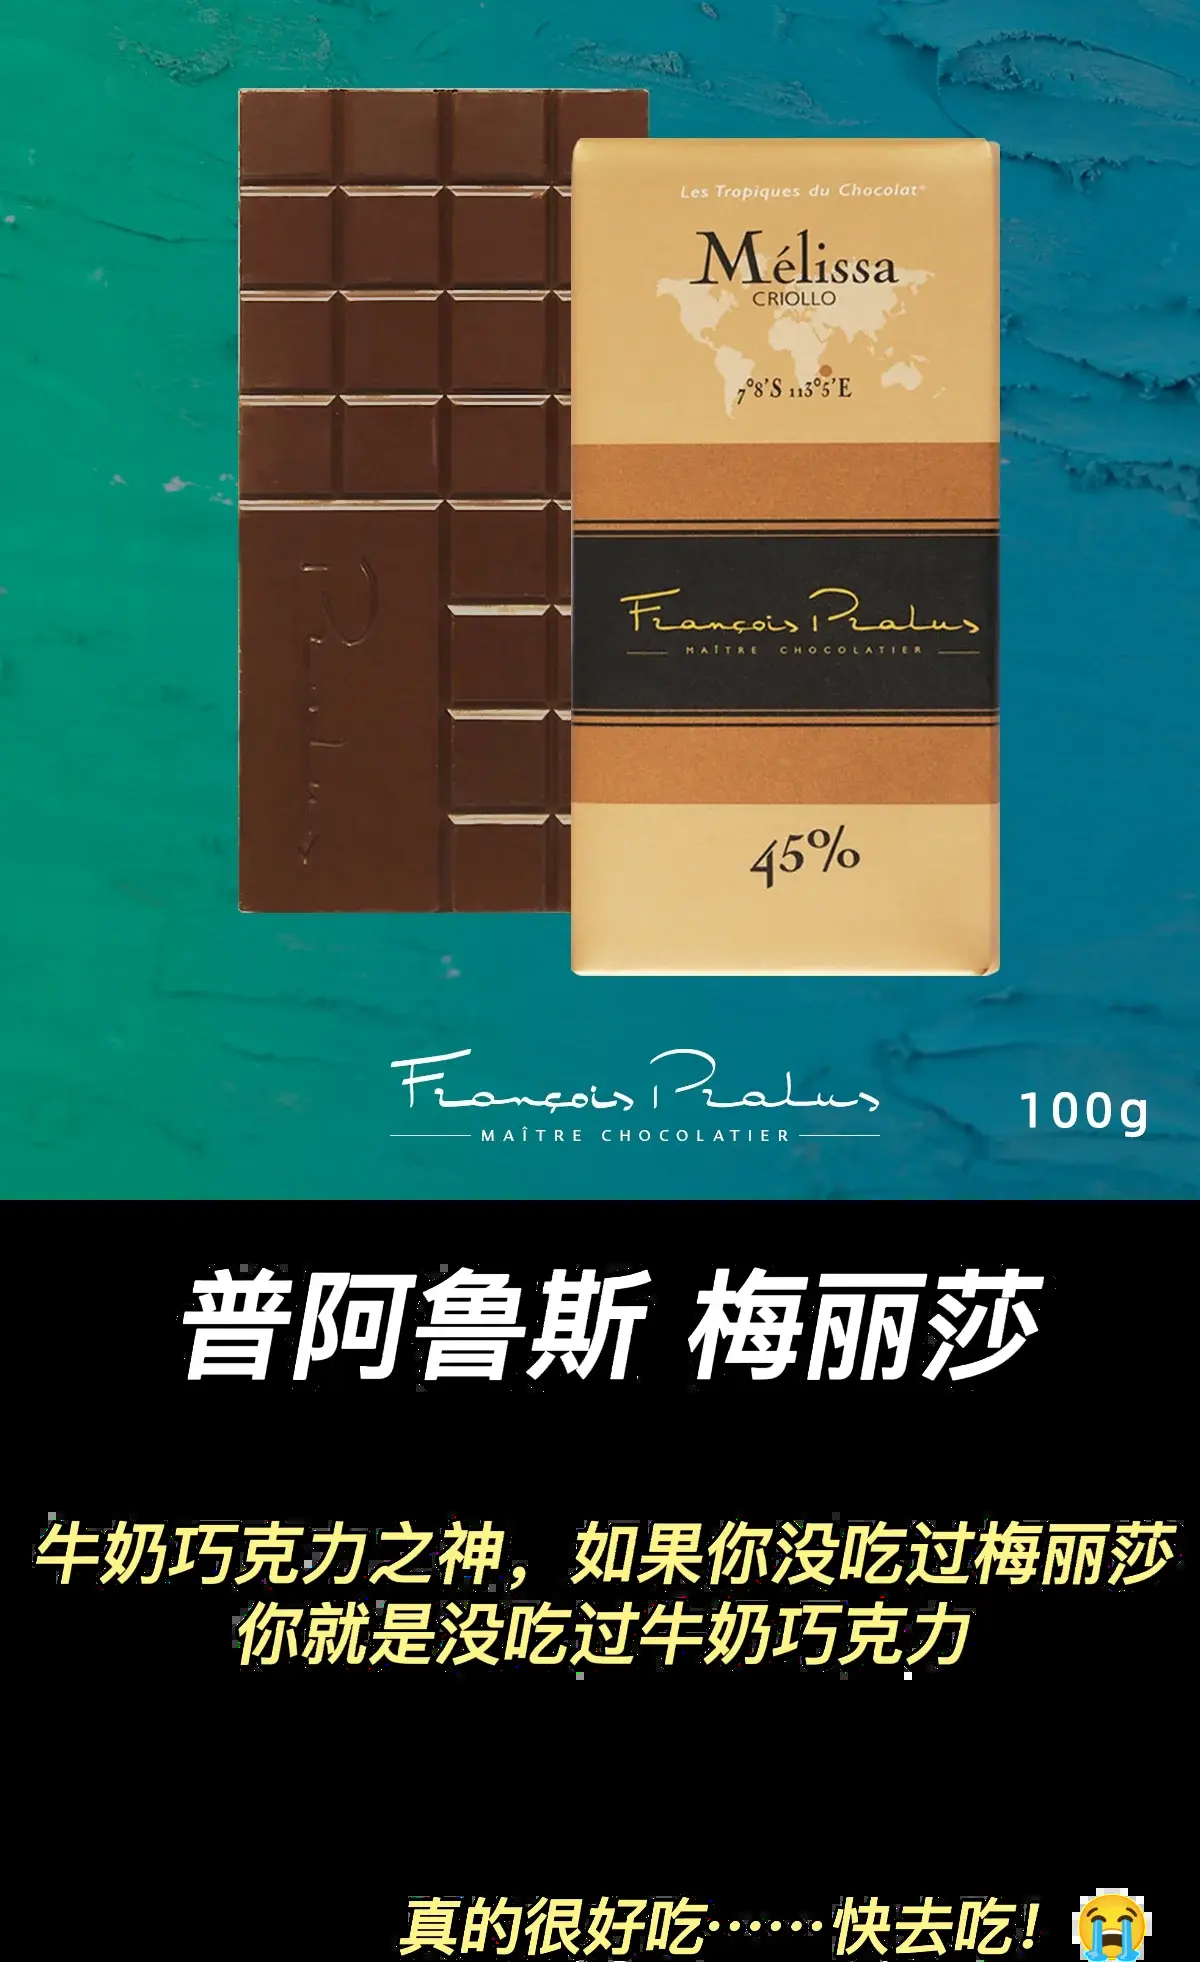 Les Tropiques du Chocolat®
Mélissa
CRIOLLO
7°8'S 113°5'E
François Pralus
MAÎTRE CHOCOLATIER
45%
François Pralus
MAÎTRE CHOCOLATIER
100g
普阿鲁斯 梅丽莎
牛奶巧克力之神，如果你没吃过梅丽莎
你就是没吃过牛奶巧克力
真的很好吃……快去吃！😭